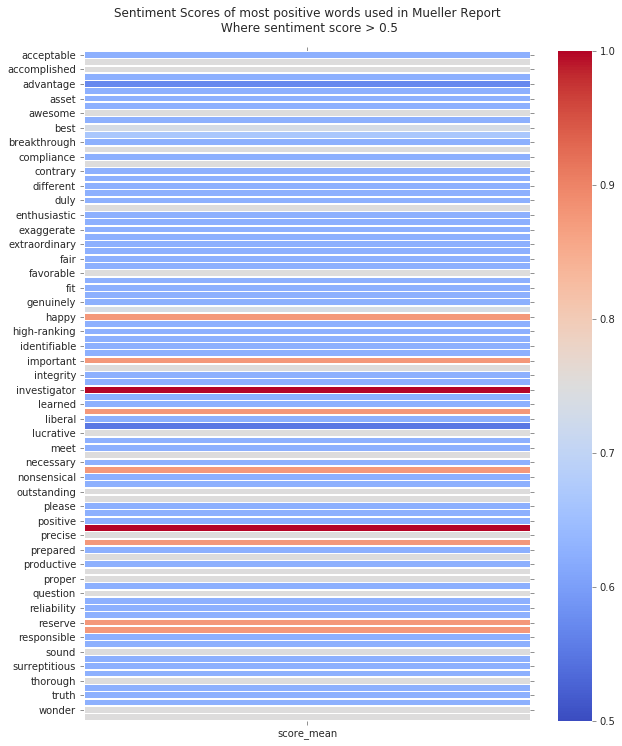 Sentiment Scores of most positive words used in Mueller Report
Where sentiment score > 0.5
acceptable
accomplished
advantage
asset
awesome
best
breakthrough
compliance
contrary
different
duly
enthusiastic
exaggerate
extraordinary
fair
favorable
fit
genuinely
happy
high-ranking
identifiable
important
integrity
investigator
learned
liberal
lucrative
meet
necessary
nonsensical
outstanding
please
positive
precise
prepared
productive
proper
question
reliability
reserve
responsible
sound
surreptitious
thorough
truth
wonder
score_mean
1.0
0.9
0.8
0.7
0.6
0.5